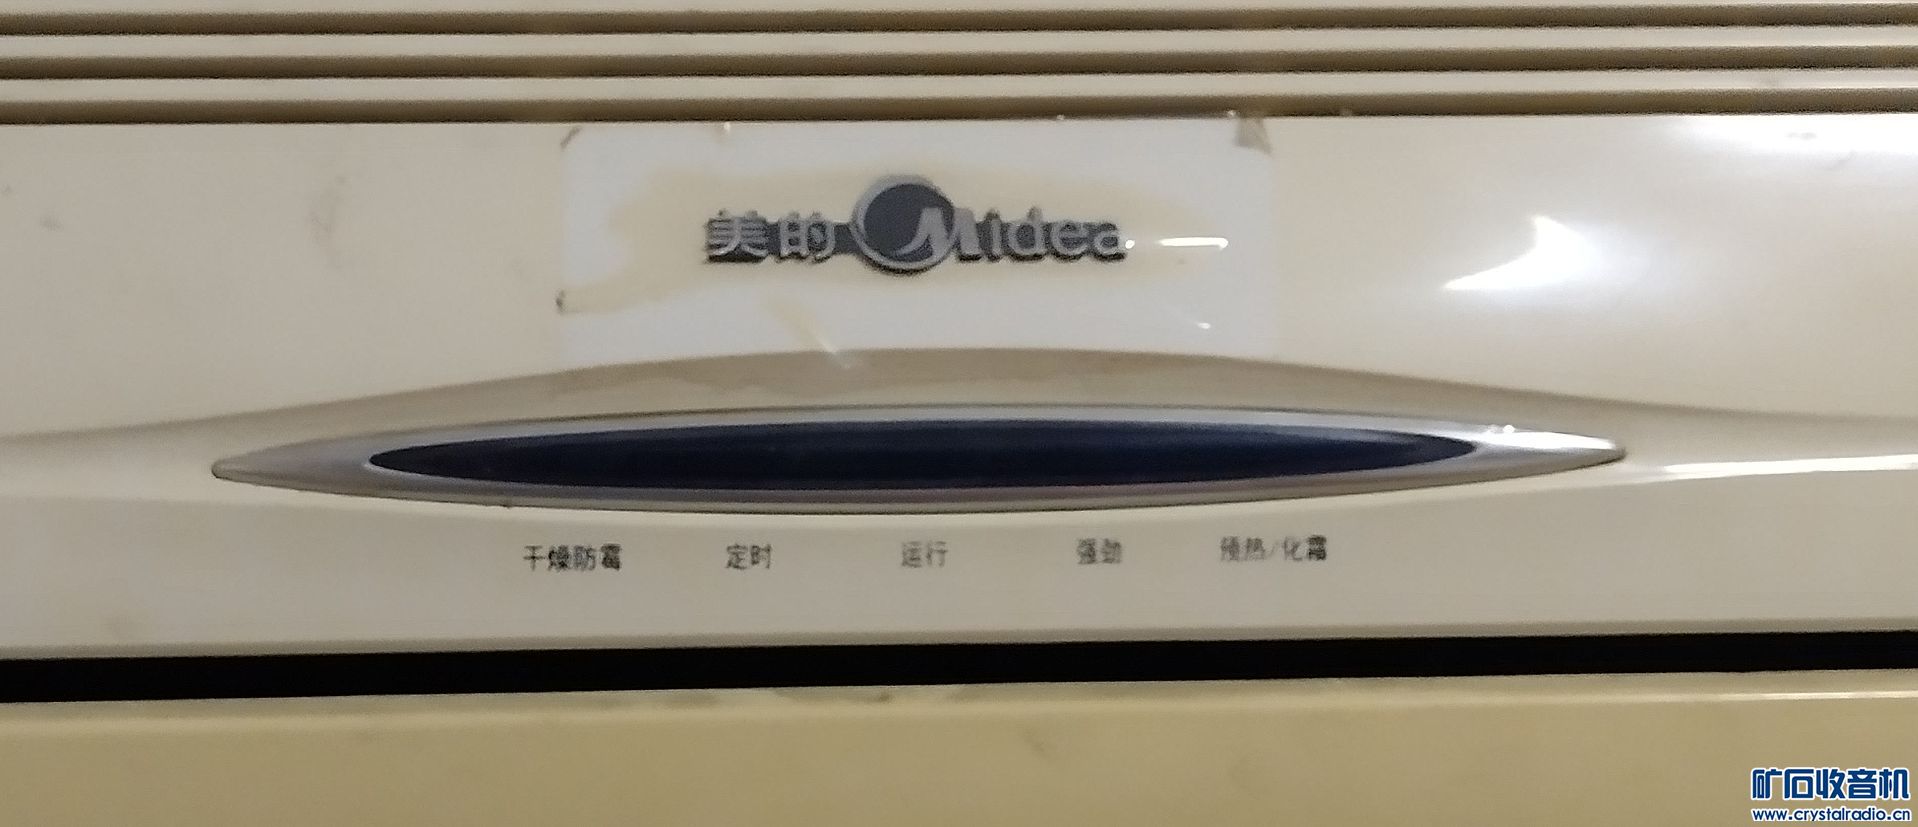 美的 Midea
干燥防霉 定时 运行 强劲 预热/化霜
矿石收音机
www.crystalradio.cn